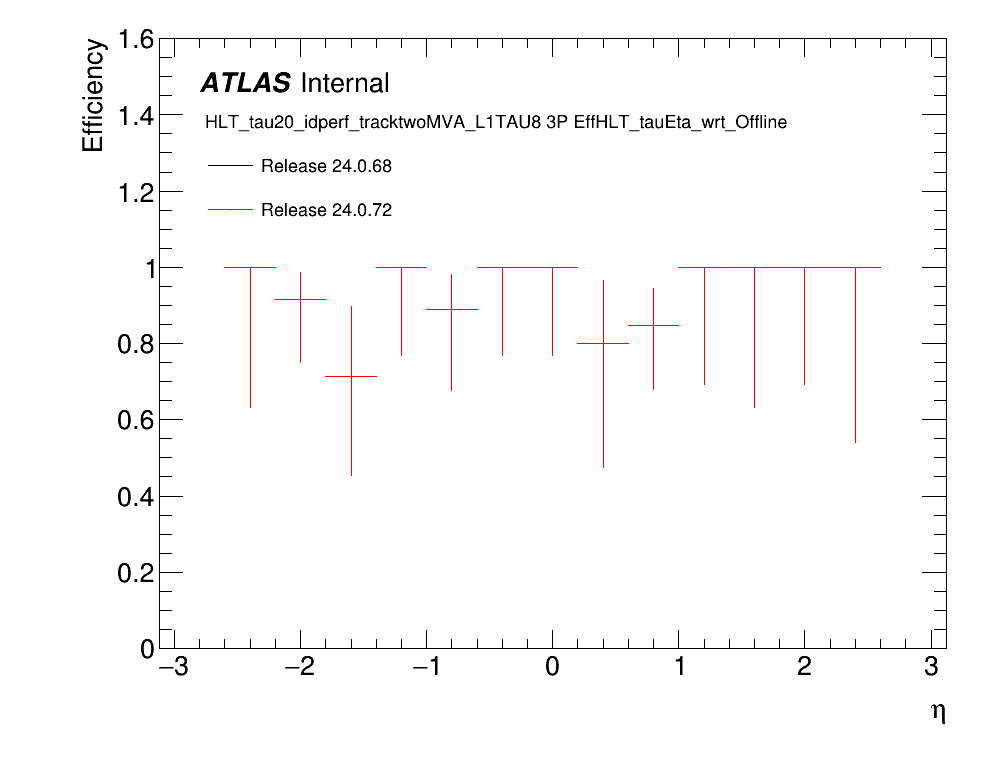 1.6
Efficiency
ATLAS Internal
1.4
HLT_tau20_idperf_tracktwoMVA_L1TAU8 3P EffHLT_tauEta_wrt_Offline
Release 24.0.68
1.2
Release 24.0.72
1
0.8
0.6
0.4
0.2
0
−3 −2 −1 0 1 2 3
η